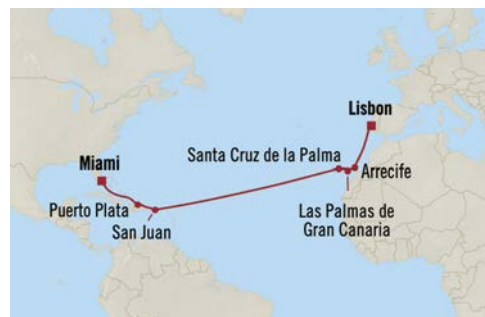 Lisbon
Santa Cruz de la Palma
Miami
Arrecife
Puerto Plata
Las Palmas de
Gran Canaria
San Juan